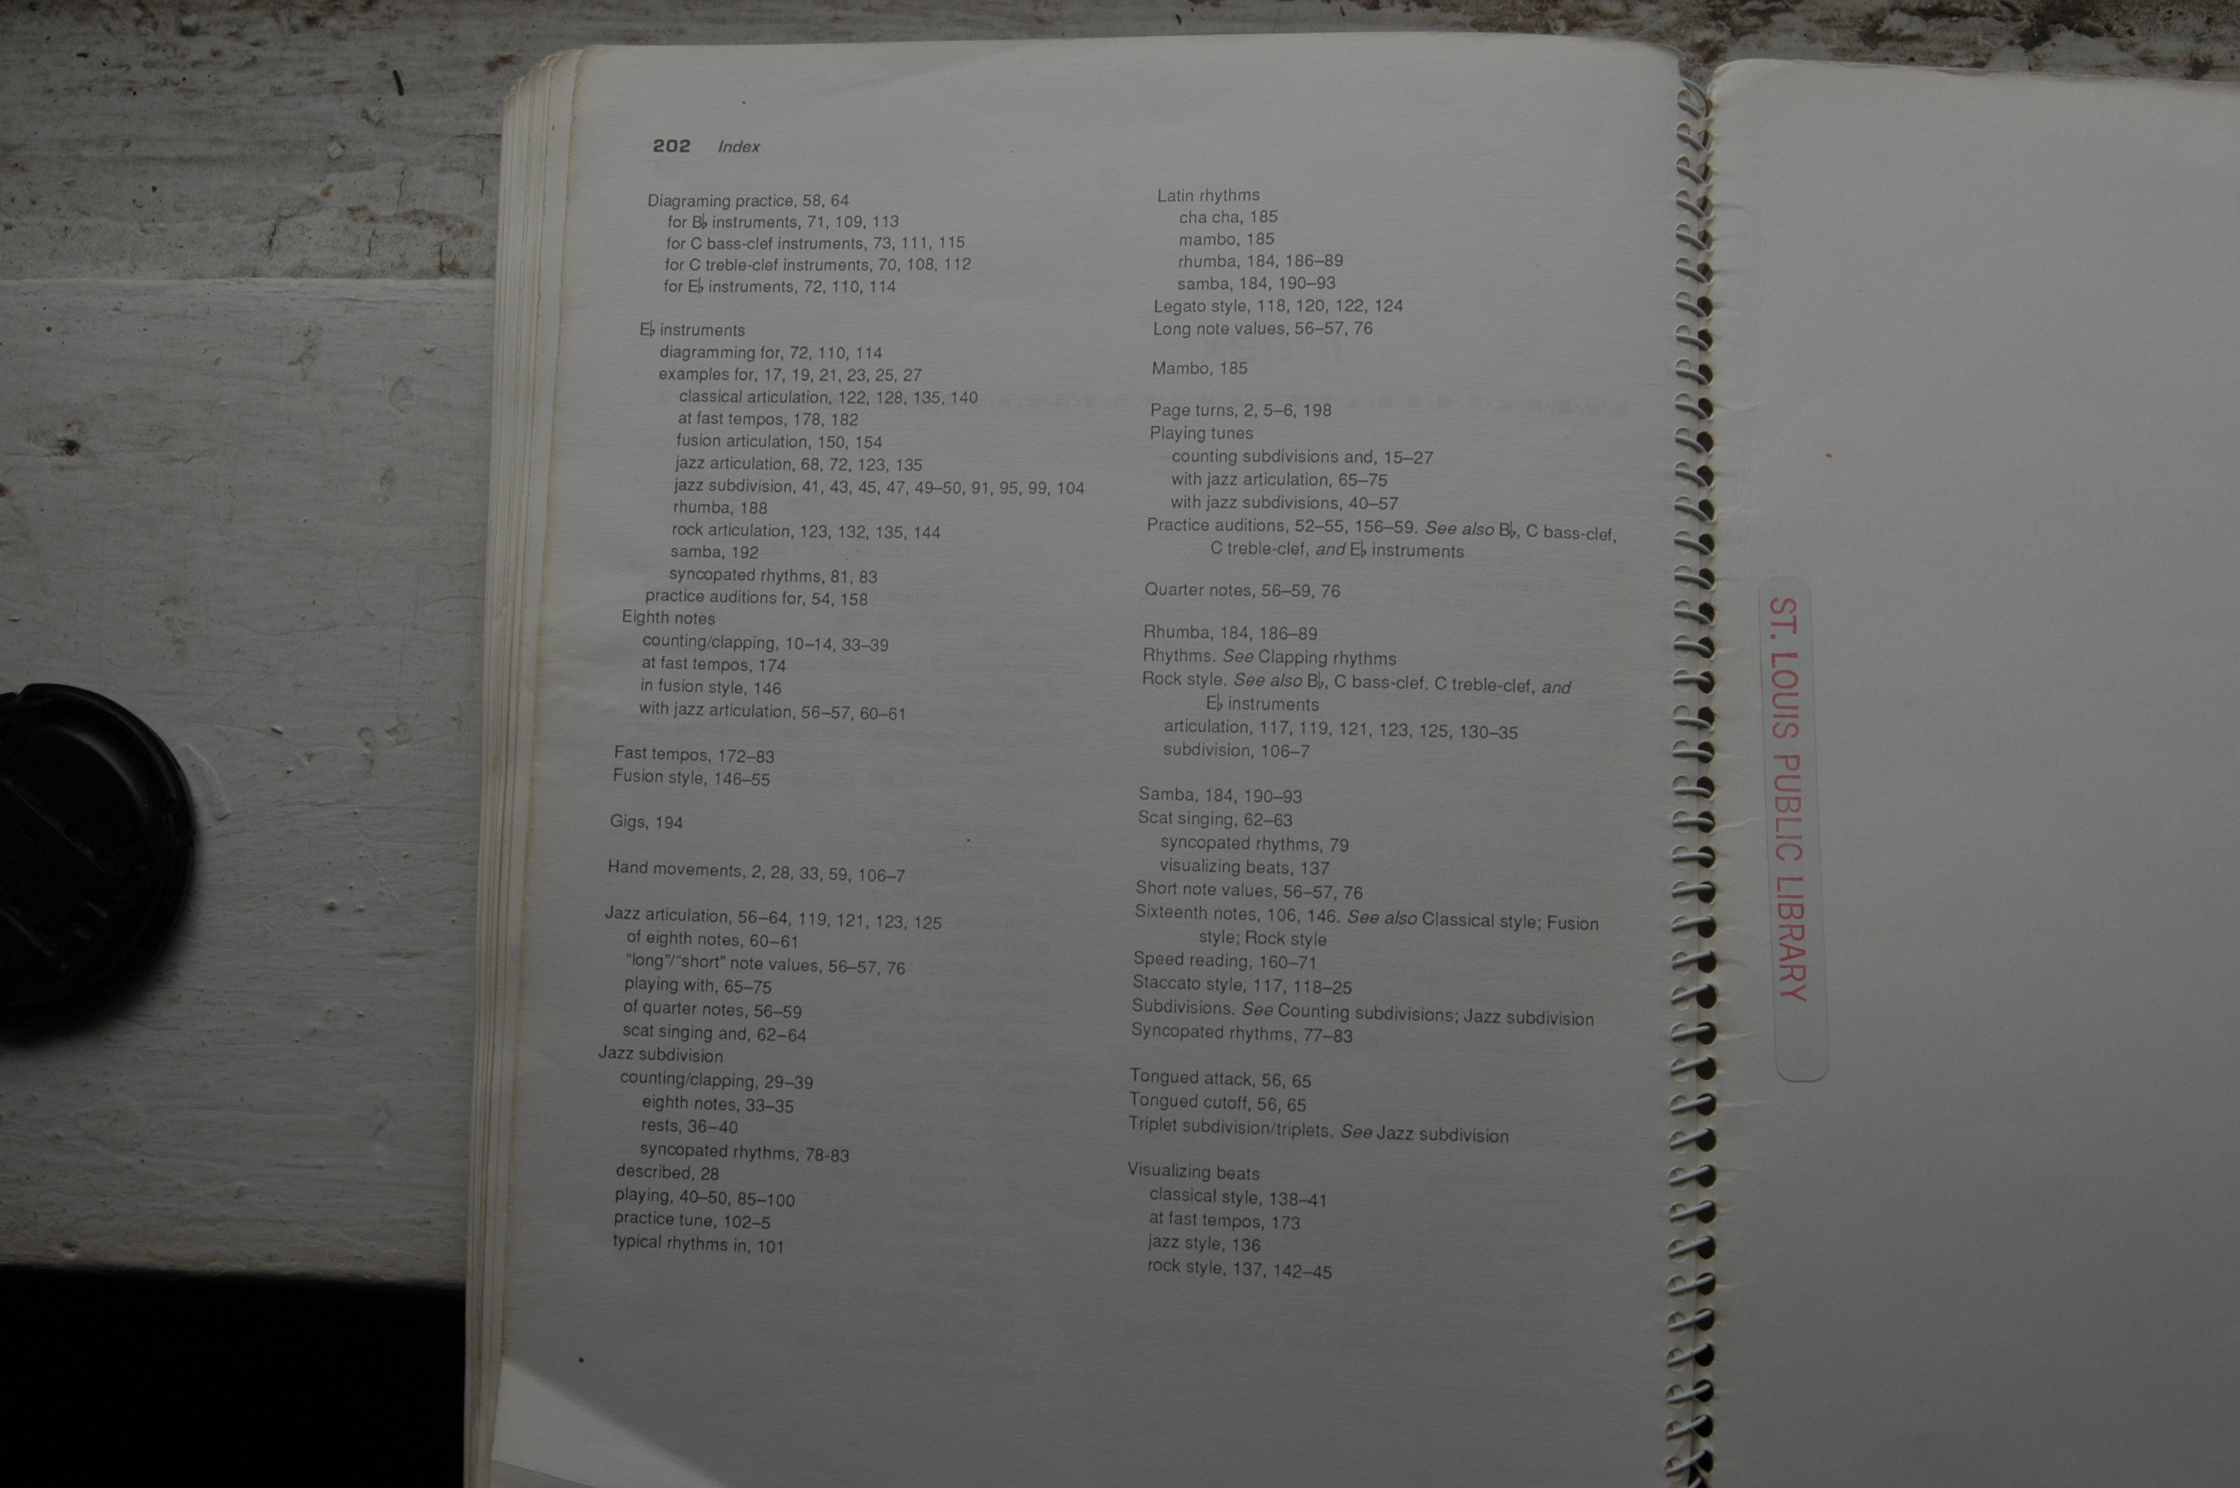 202 Index
Diagraming practice, 58, 64
for B♭ instruments, 71, 109, 113
for C bass-clef instruments, 73, 111, 115
for C treble-clef instruments, 70, 108, 112
for E♭ instruments, 72, 110, 114
E♭ instruments
diagramming for, 72, 110, 114
examples for, 17, 19, 21, 23, 25, 27
classical articulation, 122, 128, 135, 140
at fast tempos, 178, 182
fusion articulation, 150, 154
jazz articulation, 68, 72, 123, 135
jazz subdivision, 41, 43, 45, 47, 49–50, 91, 95, 99, 104
rhumba, 188
rock articulation, 123, 132, 135, 144
samba, 192
syncopated rhythms, 81, 83
practice auditions for, 54, 158
Eighth notes
counting/clapping, 10–14, 33–39
at fast tempos, 174
in fusion style, 146
with jazz articulation, 56–57, 60–61
Fast tempos, 172–83
Fusion style, 146–55
Gigs, 194
Hand movements, 2, 28, 33, 59, 106–7
Jazz articulation, 56–64, 119, 121, 123, 125
of eighth notes, 60–61
“long”/“short” note values, 56–57, 76
playing with, 65–75
of quarter notes, 56–59
scat singing and, 62–64
Jazz subdivision
counting/clapping, 29–39
eighth notes, 33–35
rests, 36–40
syncopated rhythms, 78-83
described, 28
playing, 40–50, 85–100
practice tune, 102–5
typical rhythms in, 101
Latin rhythms
cha cha, 185
mambo, 185
rhumba, 184, 186–89
samba, 184, 190–93
Legato style, 118, 120, 122, 124
Long note values, 56–57, 76
Mambo, 185
Page turns, 2, 5–6, 198
Playing tunes
counting subdivisions and, 15–27
with jazz articulation, 65–75
with jazz subdivisions, 40–57
Practice auditions, 52–55, 156–59. See also B♭, C bass-clef,
C treble-clef, and E♭ instruments
Quarter notes, 56–59, 76
Rhumba, 184, 186–89
Rhythms. See Clapping rhythms
Rock style. See also B♭, C bass-clef, C treble-clef, and
E♭ instruments
articulation, 117, 119, 121, 123, 125, 130–35
subdivision, 106–7
Samba, 184, 190–93
Scat singing, 62–63
syncopated rhythms, 79
visualizing beats, 137
Short note values, 56–57, 76
Sixteenth notes, 106, 146. See also Classical style; Fusion
style; Rock style
Speed reading, 160–71
Staccato style, 117, 118–25
Subdivisions. See Counting subdivisions; Jazz subdivision
Syncopated rhythms, 77–83
Tongued attack, 56, 65
Tongued cutoff, 56, 65
Triplet subdivision/triplets. See Jazz subdivision
Visualizing beats
classical style, 138–41
at fast tempos, 173
jazz style, 136
rock style, 137, 142–45
ST. LOUIS PUBLIC LIBRARY